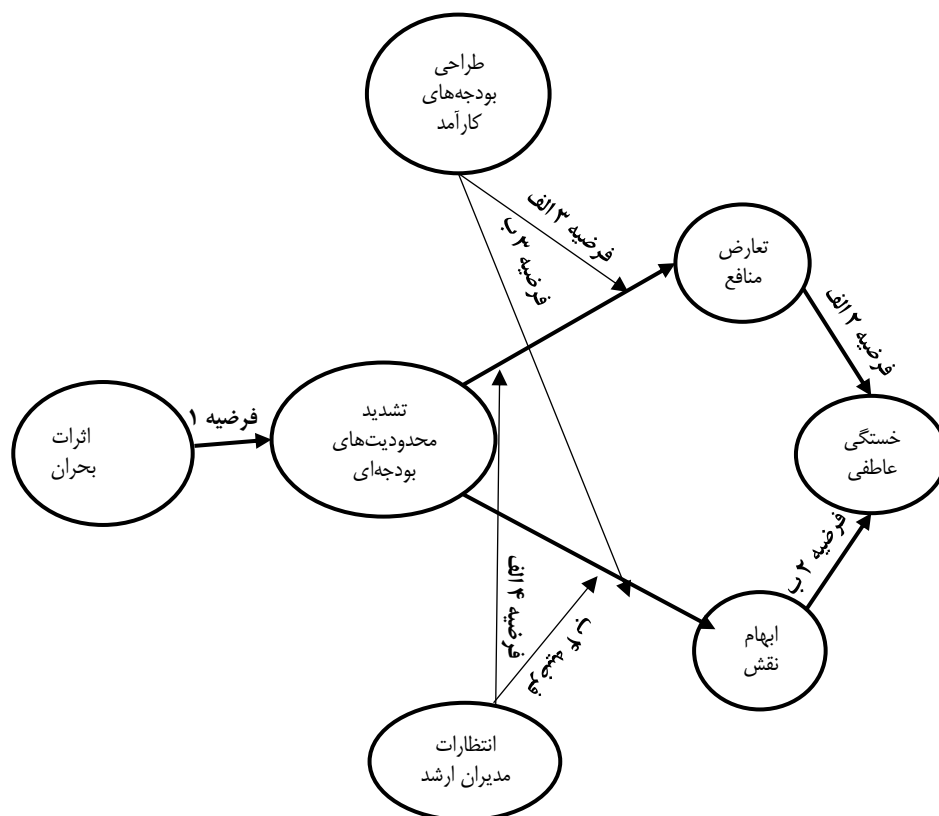 طراحی
بودجه‌های
کارآمد
فرضیه ۳ الف
فرضیه ۳ ب
تعارض
منافع
فرضیه ۲ الف
اثرات
بحران
فرضیه ۱
تشدید
محدودیت‌های
بودجه‌ای
خستگی
عاطفی
فرضیه ۲ ب
فرضیه ۴ الف
فرضیه ۴ ب
ابهام
نقش
انتظارات
مدیران ارشد